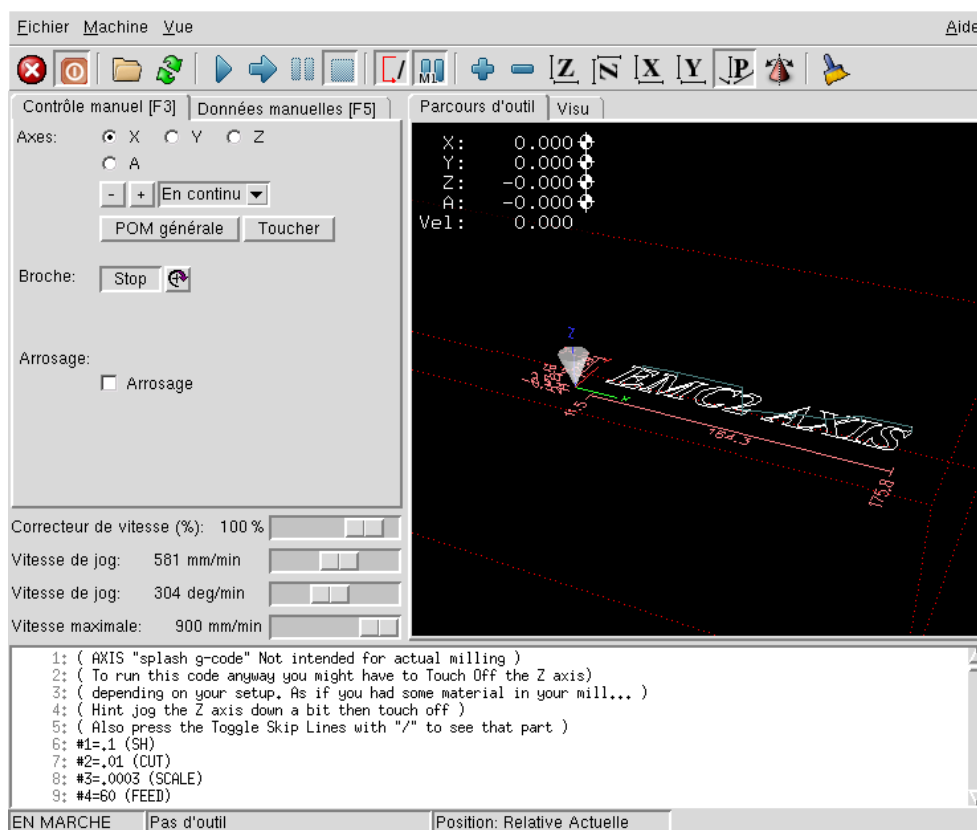 Fichier Machine Vue Aide
M1 Z N X Y P
Contrôle manuel [F3] Données manuelles [F5] Parcours d'outil Visu
Axes: X Y Z
A
- + En continu
POM générale Toucher
Broche: Stop
Arrosage:
Arrosage
X: 0.000
Y: 0.000
Z: -0.000
A: -0.000
Vel: 0.000
Z
X
EMC2 AXIS
11.5
164.3
175.8
Correcteur de vitesse (%): 100 %
Vitesse de jog: 581 mm/min
Vitesse de jog: 304 deg/min
Vitesse maximale: 900 mm/min
1: ( AXIS "splash g-code" Not intended for actual milling )
2: ( To run this code anyway you might have to Touch Off the Z axis)
3: ( depending on your setup. As if you had some material in your mill... )
4: ( Hint jog the Z axis down a bit then touch off )
5: ( Also press the Toggle Skip Lines with "/" to see that part )
6: #1=.1 (SH)
7: #2=.01 (CUT)
8: #3=.0003 (SCALE)
9: #4=60 (FEED)
EN MARCHE Pas d'outil Position: Relative Actuelle